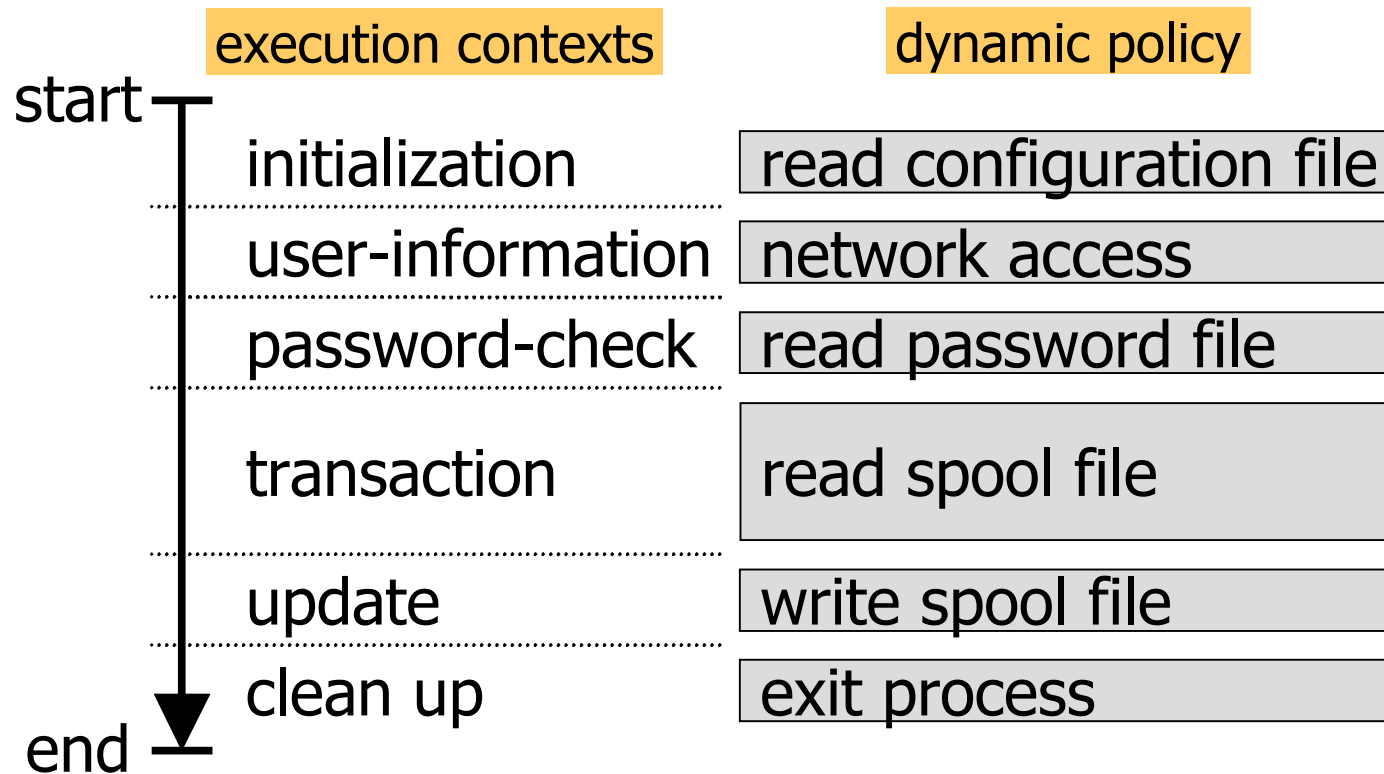 execution contexts dynamic policy
start
initialization read configuration file
user-information network access
password-check read password file
transaction read spool file
update write spool file
clean up exit process
end